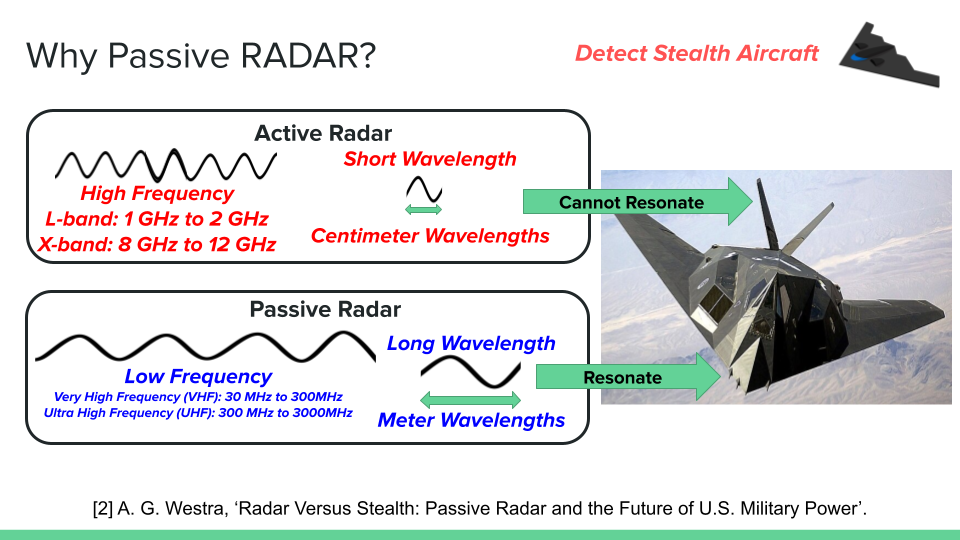 Why Passive RADAR?
Detect Stealth Aircraft
Active Radar
High Frequency
L-band: 1 GHz to 2 GHz
X-band: 8 GHz to 12 GHz
Short Wavelength
Centimeter Wavelengths
Cannot Resonate
Passive Radar
Low Frequency
Very High Frequency (VHF): 30 MHz to 300MHz
Ultra High Frequency (UHF): 300 MHz to 3000MHz
Long Wavelength
Meter Wavelengths
Resonate
[2] A. G. Westra, ‘Radar Versus Stealth: Passive Radar and the Future of U.S. Military Power’.